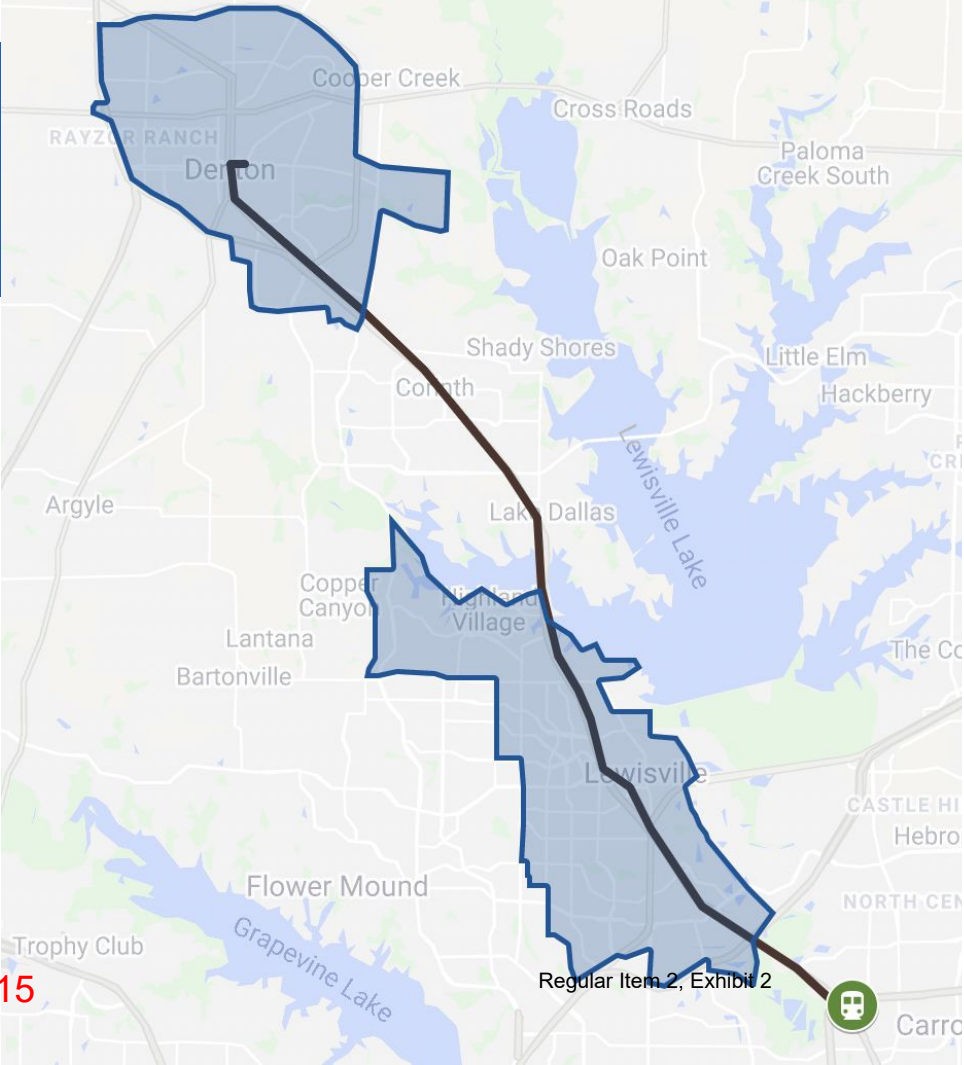 Cooper Creek
Cross Roads
RAYZOR RANCH
Paloma
Creek South
Denton
Oak Point
Shady Shores
Little Elm
Corinth
Hackberry
Lewisville Lake
Argyle
Lake Dallas
Copper
Canyon
Highland
Village
Lantana
The Co
Bartonville
Lewisville
CASTLE HI
Hebro
Flower Mound
NORTH CEN
Grapevine Lake
Trophy Club
Regular Item 2, Exhibit 2
15
Carro